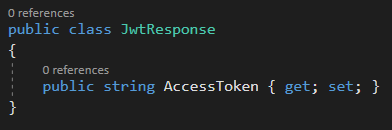 0 references
public class JwtResponse
{
0 references
public string AccessToken { get; set; }
}